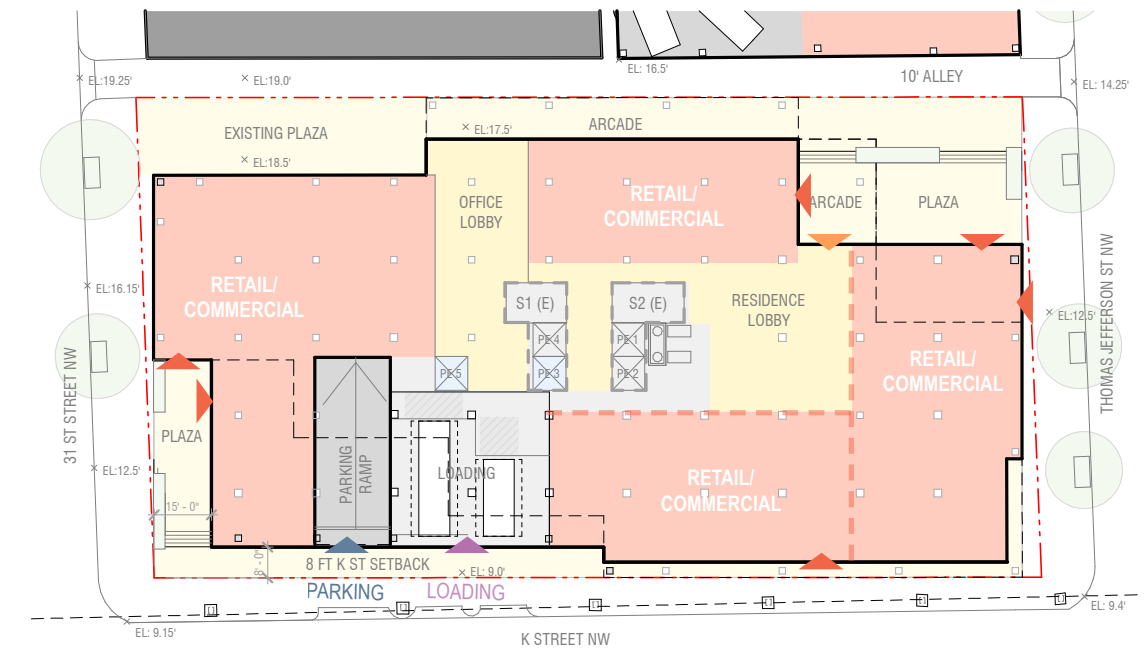 EL: 16.5'
10' ALLEY
EL:19.25'
EL:19.0'
EL: 14.25'
EXISTING PLAZA
EL:17.5'
ARCADE
EL:18.5'
OFFICE
LOBBY
RETAIL/
COMMERCIAL
ARCADE
PLAZA
RETAIL/
COMMERCIAL
EL:16.15'
S1 (E)
S2 (E)
RESIDENCE
LOBBY
EL:12.5'
THOMAS JEFFERSON ST NW
PE-4
PE-1
PE-5
PE-3
PE-2
RETAIL/
COMMERCIAL
31 ST STREET NW
PLAZA
PARKING
RAMP
LOADING
EL:12.5'
RETAIL/
COMMERCIAL
15' - 0"
8' - 0"
8 FT K ST SETBACK
EL: 9.0'
PARKING
LOADING
EL: 9.15'
EL: 9.4'
K STREET NW